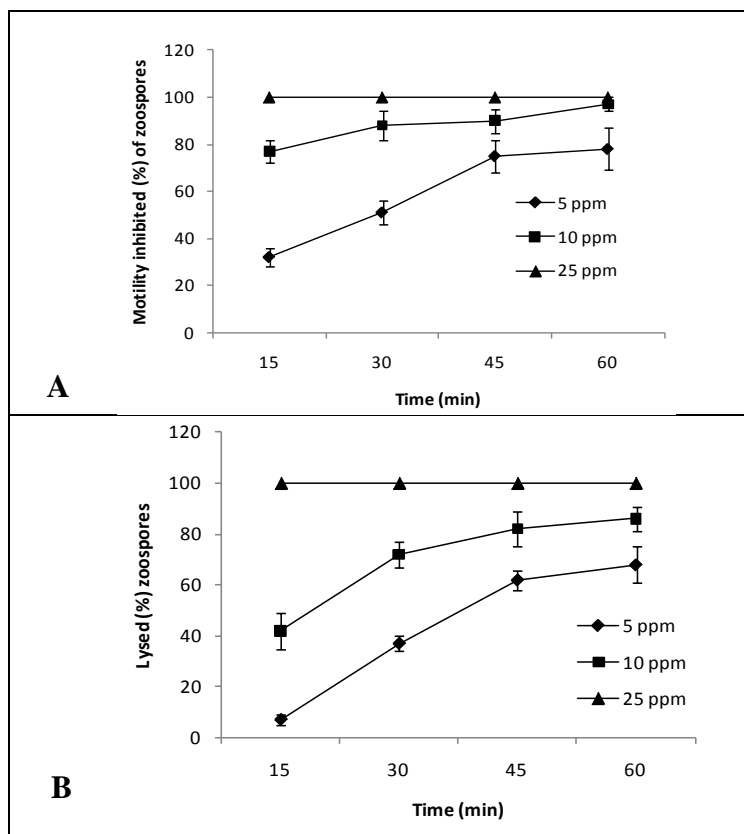 Motility inhibited (%) of zoospores
120
100
80
60
40
20
0
15 30 45 60
Time (min)
5 ppm
10 ppm
25 ppm
A
Lysed (%) zoospores
120
100
80
60
40
20
0
15 30 45 60
Time (min)
5 ppm
10 ppm
25 ppm
B